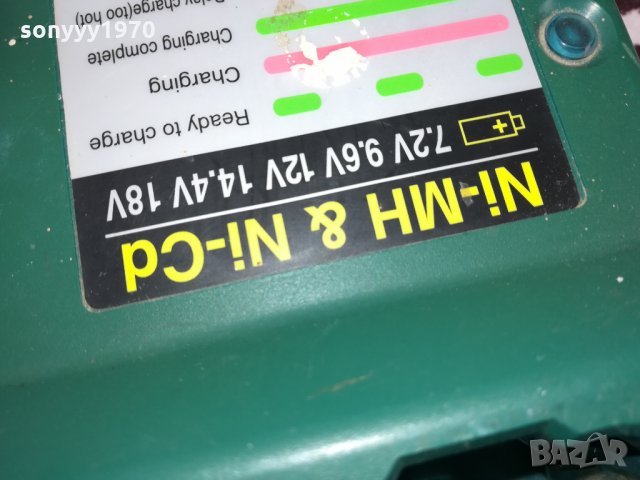 sonyyy1970
Ni-MH & Ni-Cd
7.2V 9.6V 12V 14.4V 18V
Ready to charge
Charging
Charging complete
charge(too hot)
BAZAR